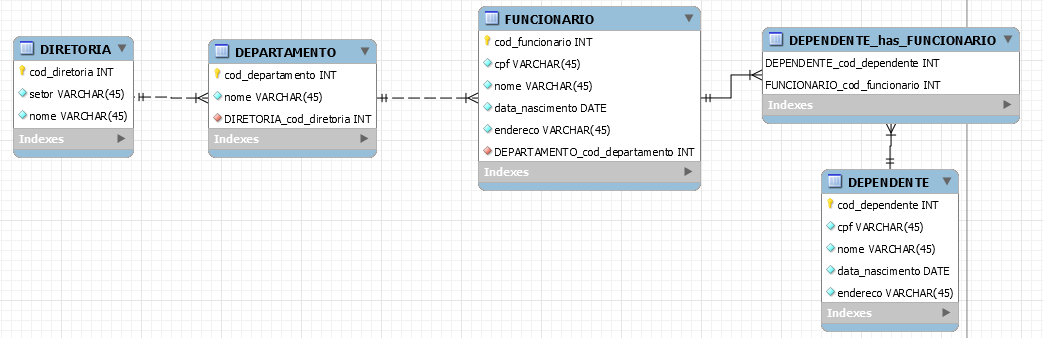 DIRETORIA
cod_diretoria INT
setor VARCHAR(45)
nome VARCHAR(45)
Indexes
DEPARTAMENTO
cod_departamento INT
nome VARCHAR(45)
DIRETORIA_cod_diretoria INT
Indexes
FUNCIONARIO
cod_funcionario INT
cpf VARCHAR(45)
nome VARCHAR(45)
data_nascimento DATE
endereco VARCHAR(45)
DEPARTAMENTO_cod_departamento INT
Indexes
DEPENDENTE_has_FUNCIONARIO
DEPENDENTE_cod_dependente INT
FUNCIONARIO_cod_funcionario INT
Indexes
DEPENDENTE
cod_dependente INT
cpf VARCHAR(45)
nome VARCHAR(45)
data_nascimento DATE
endereco VARCHAR(45)
Indexes